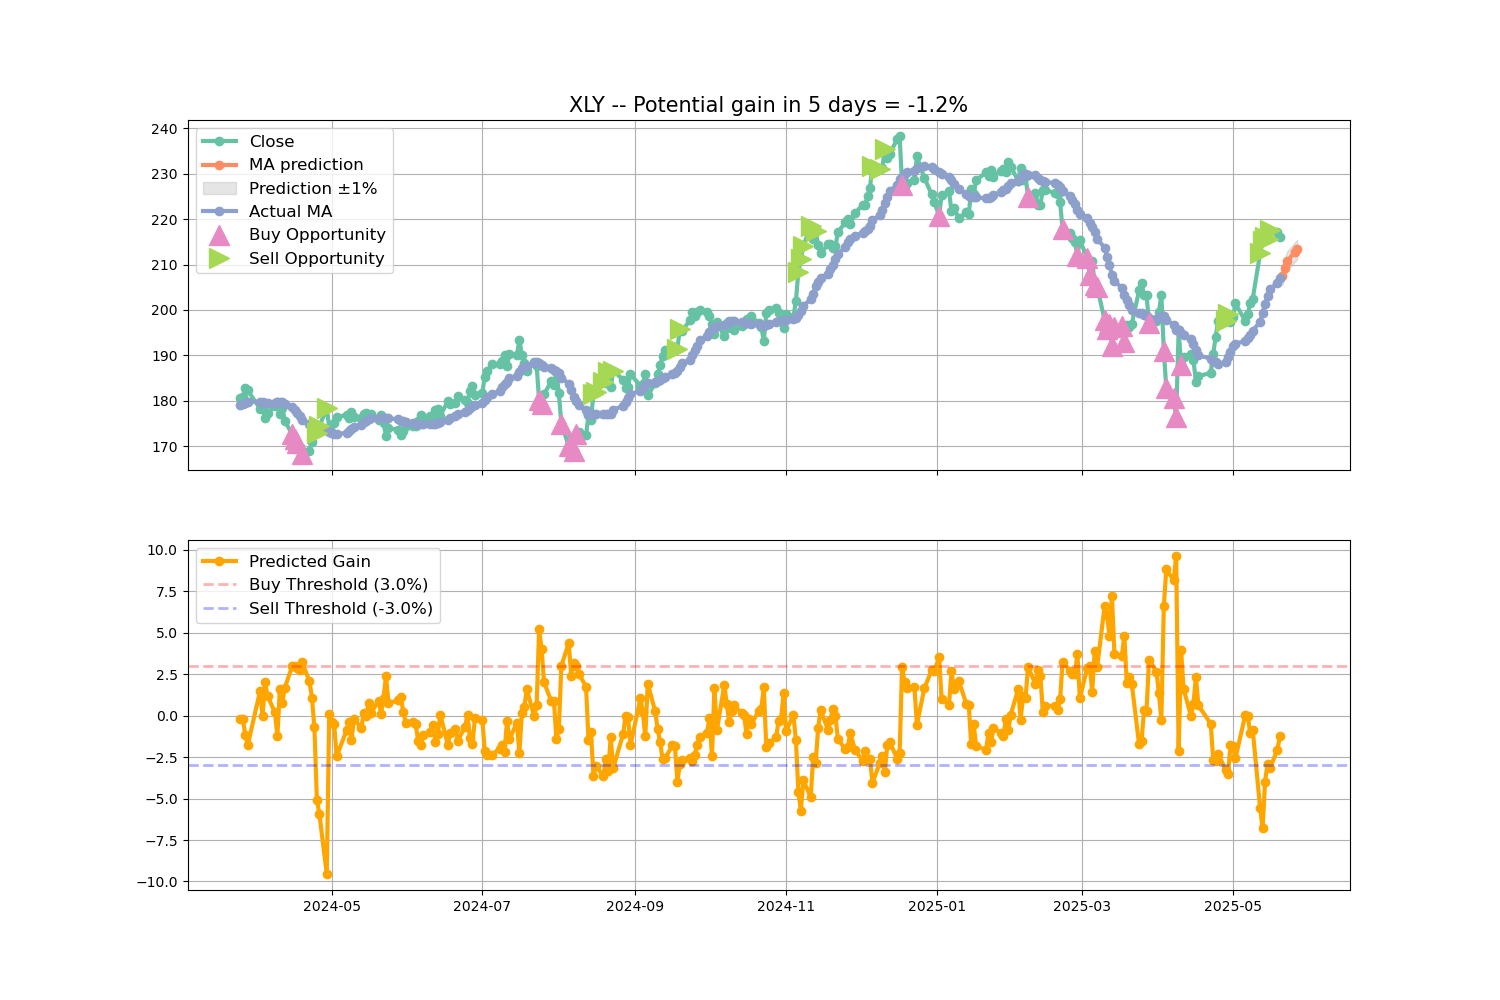 XLY -- Potential gain in 5 days = -1.2%
240
230
220
210
200
190
180
170
Close
MA prediction
Prediction ±1%
Actual MA
Buy Opportunity
Sell Opportunity
10.0
7.5
5.0
2.5
0.0
−2.5
−5.0
−7.5
−10.0
Predicted Gain
Buy Threshold (3.0%)
Sell Threshold (-3.0%)
2024-05
2024-07
2024-09
2024-11
2025-01
2025-03
2025-05